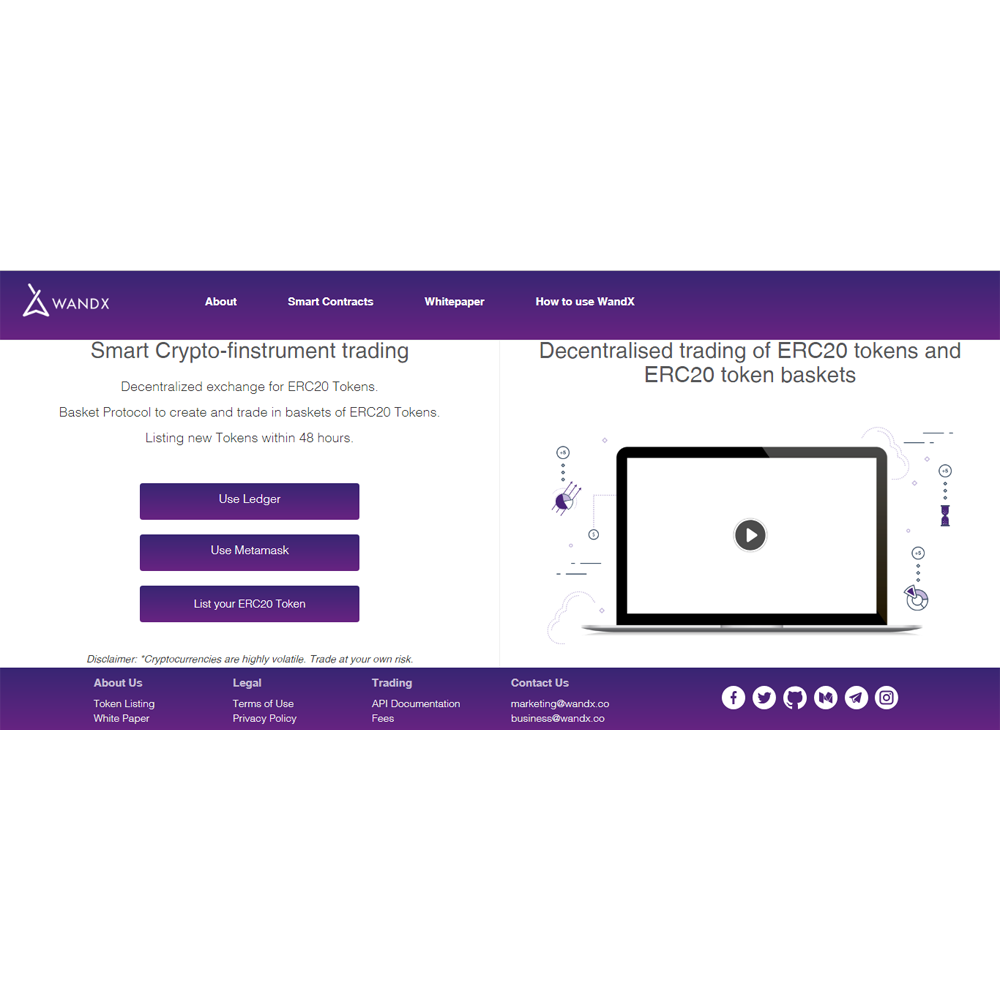 WANDX
About
Smart Contracts
Whitepaper
How to use WandX
Smart Crypto-finstrument trading
Decentralized exchange for ERC20 Tokens.
Basket Protocol to create and trade in baskets of ERC20 Tokens.
Listing new Tokens within 48 hours.
Use Ledger
Use Metamask
List your ERC20 Token
Disclaimer: *Cryptocurrencies are highly volatile. Trade at your own risk.
Decentralised trading of ERC20 tokens and
ERC20 token baskets
+$
$
+$
+$
About Us
Token Listing
White Paper
Legal
Terms of Use
Privacy Policy
Trading
API Documentation
Fees
Contact Us
marketing@wandx.co
business@wandx.co